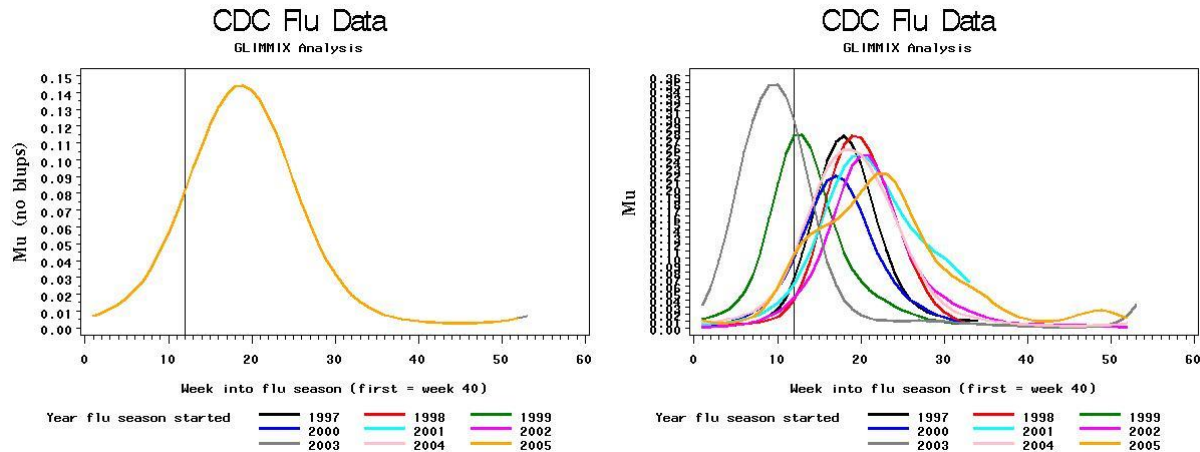 CDC Flu Data
GLIMMIX Analysis
Mu (no blups)
0.15
0.14
0.13
0.12
0.11
0.10
0.09
0.08
0.07
0.06
0.05
0.04
0.03
0.02
0.01
0.00
0 10 20 30 40 50 60
Week into flu season (first = week 40)
Year flu season started 1997 1998 1999
2000 2001 2002
2003 2004 2005
CDC Flu Data
GLIMMIX Analysis
Mu
0 10 20 30 40 50 60
Week into flu season (first = week 40)
Year flu season started 1997 1998 1999
2000 2001 2002
2003 2004 2005